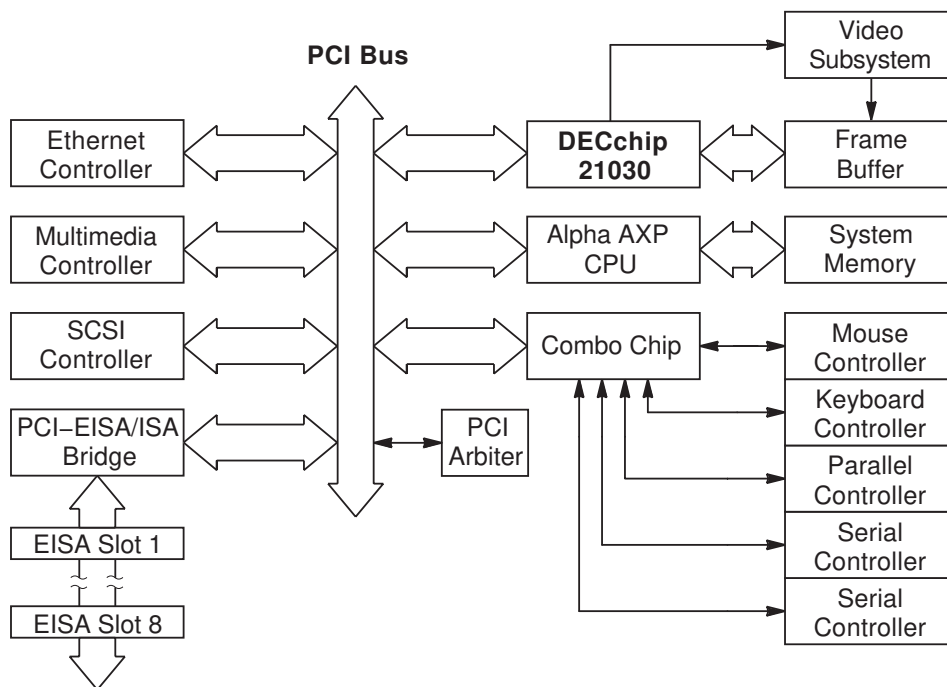 Video
Subsystem
PCI Bus
Ethernet
Controller
DECchip
21030
Frame
Buffer
Multimedia
Controller
Alpha AXP
CPU
System
Memory
SCSI
Controller
Combo Chip
Mouse
Controller
Keyboard
Controller
PCI–EISA/ISA
Bridge
PCI
Arbiter
Parallel
Controller
EISA Slot 1
Serial
Controller
EISA Slot 8
Serial
Controller